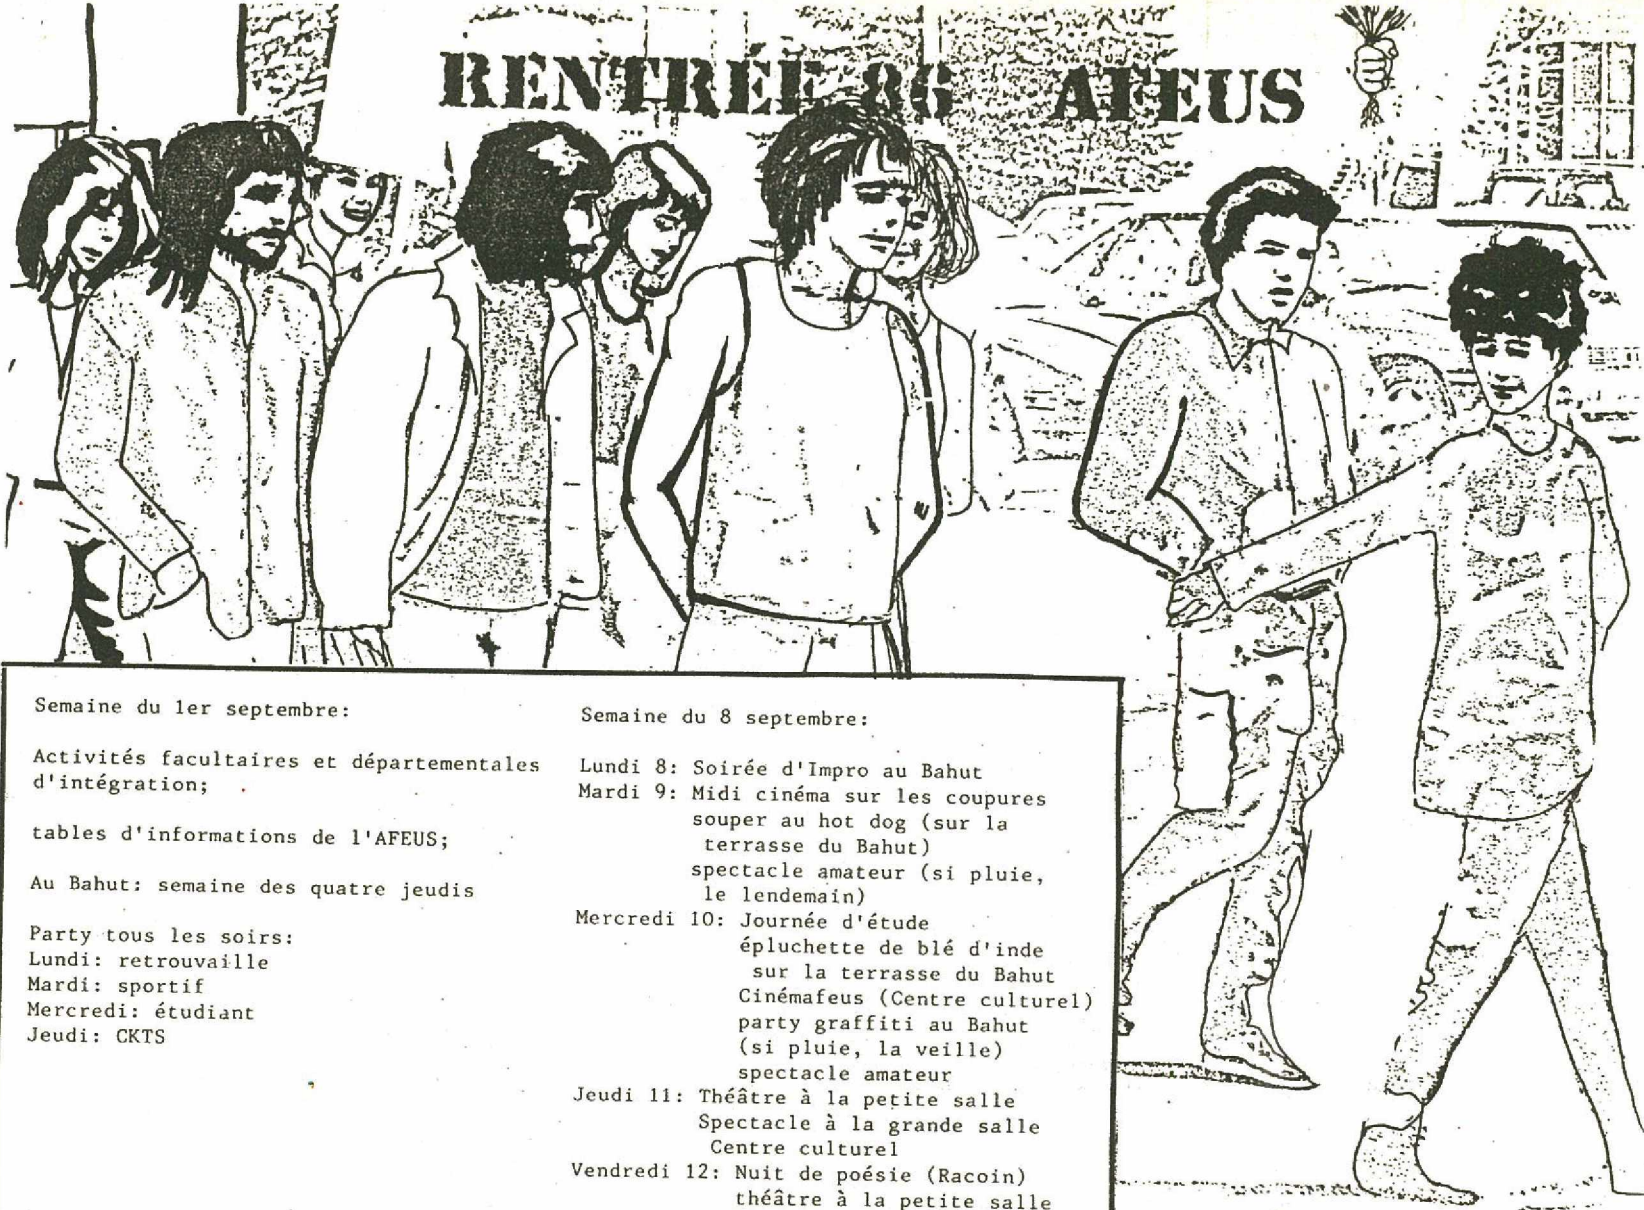 RENTRÉE 86 AFEUS
Semaine du 1er septembre:
Activités facultaires et départementales
d'intégration;
tables d'informations de l'AFEUS;
Au Bahut: semaine des quatre jeudis
Party tous les soirs:
Lundi: retrouvaille
Mardi: sportif
Mercredi: étudiant
Jeudi: CKTS
Semaine du 8 septembre:
Lundi 8: Soirée d'Impro au Bahut
Mardi 9: Midi cinéma sur les coupures
souper au hot dog (sur la
terrasse du Bahut)
spectacle amateur (si pluie,
le lendemain)
Mercredi 10: Journée d'étude
épluchette de blé d'inde
sur la terrasse du Bahut
Cinémafeus (Centre culturel)
party graffiti au Bahut
(si pluie, la veille)
spectacle amateur
Jeudi 11: Théâtre à la petite salle
Spectacle à la grande salle
Centre culturel
Vendredi 12: Nuit de poésie (Racoin)
théâtre à la petite salle